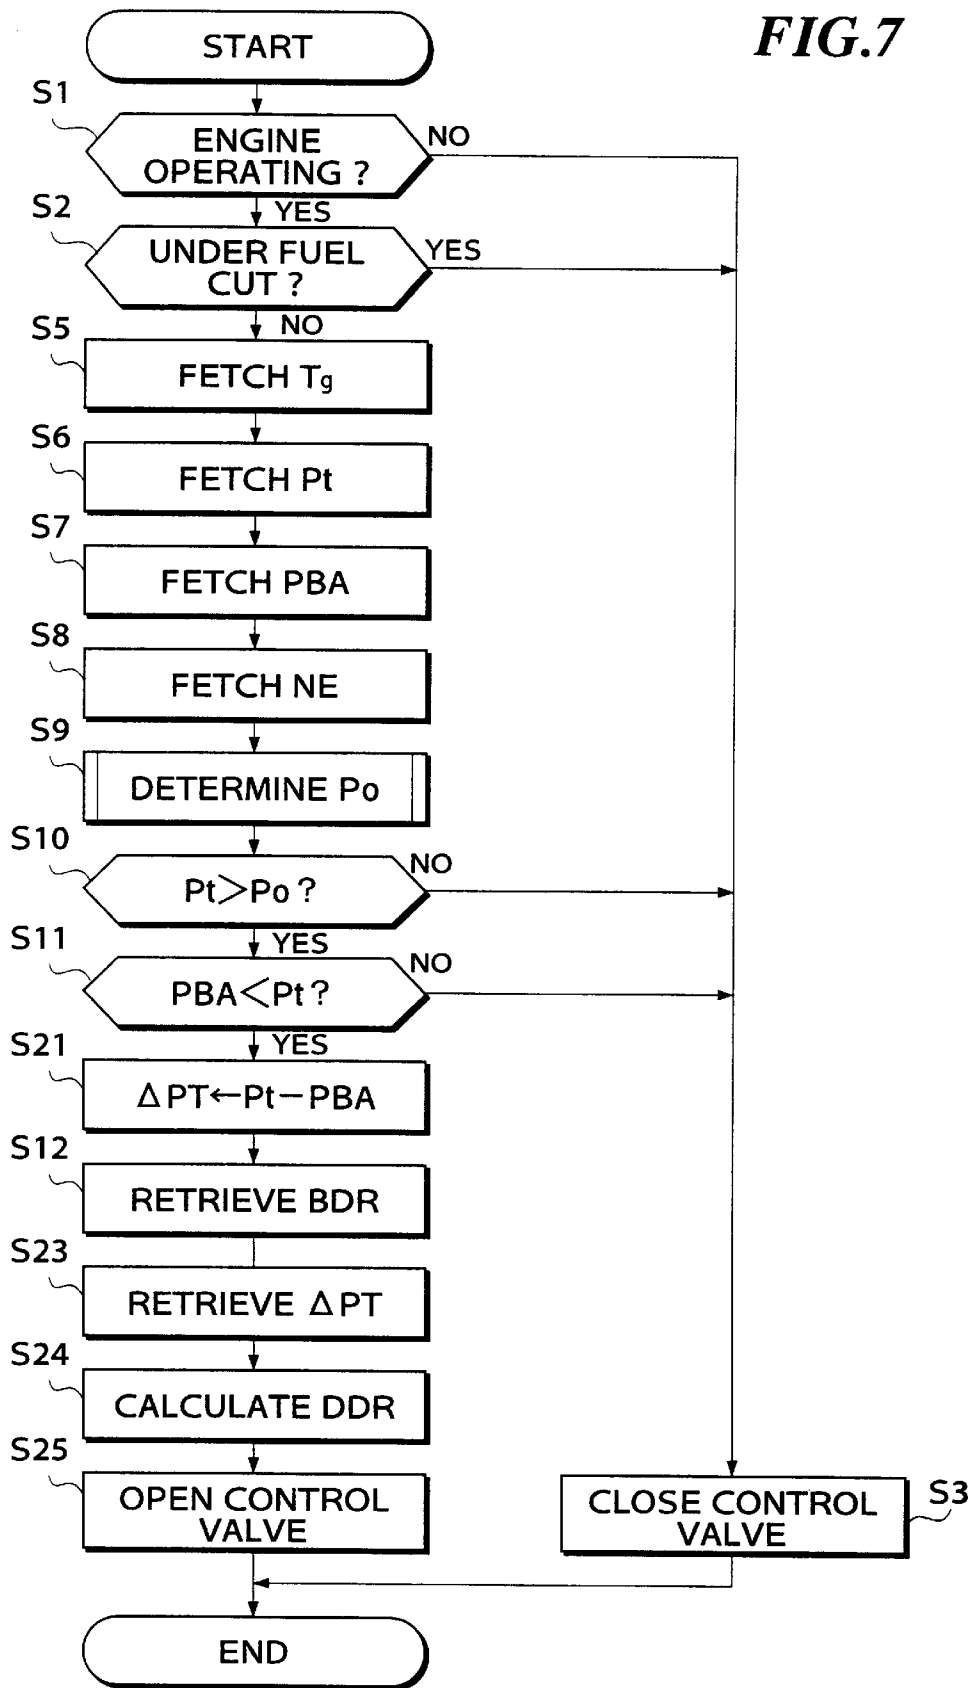 FIG.7
START
S1
ENGINE
OPERATING ?
NO
YES
S2
UNDER FUEL
CUT ?
YES
NO
S5
FETCH Tg
S6
FETCH Pt
S7
FETCH PBA
S8
FETCH NE
S9
DETERMINE Po
S10
Pt>Po ?
NO
YES
S11
PBA<Pt ?
NO
YES
S21
ΔPT←Pt−PBA
S12
RETRIEVE BDR
S23
RETRIEVE ΔPT
S24
CALCULATE DDR
S25
OPEN CONTROL
VALVE
CLOSE CONTROL
VALVE
S3
END